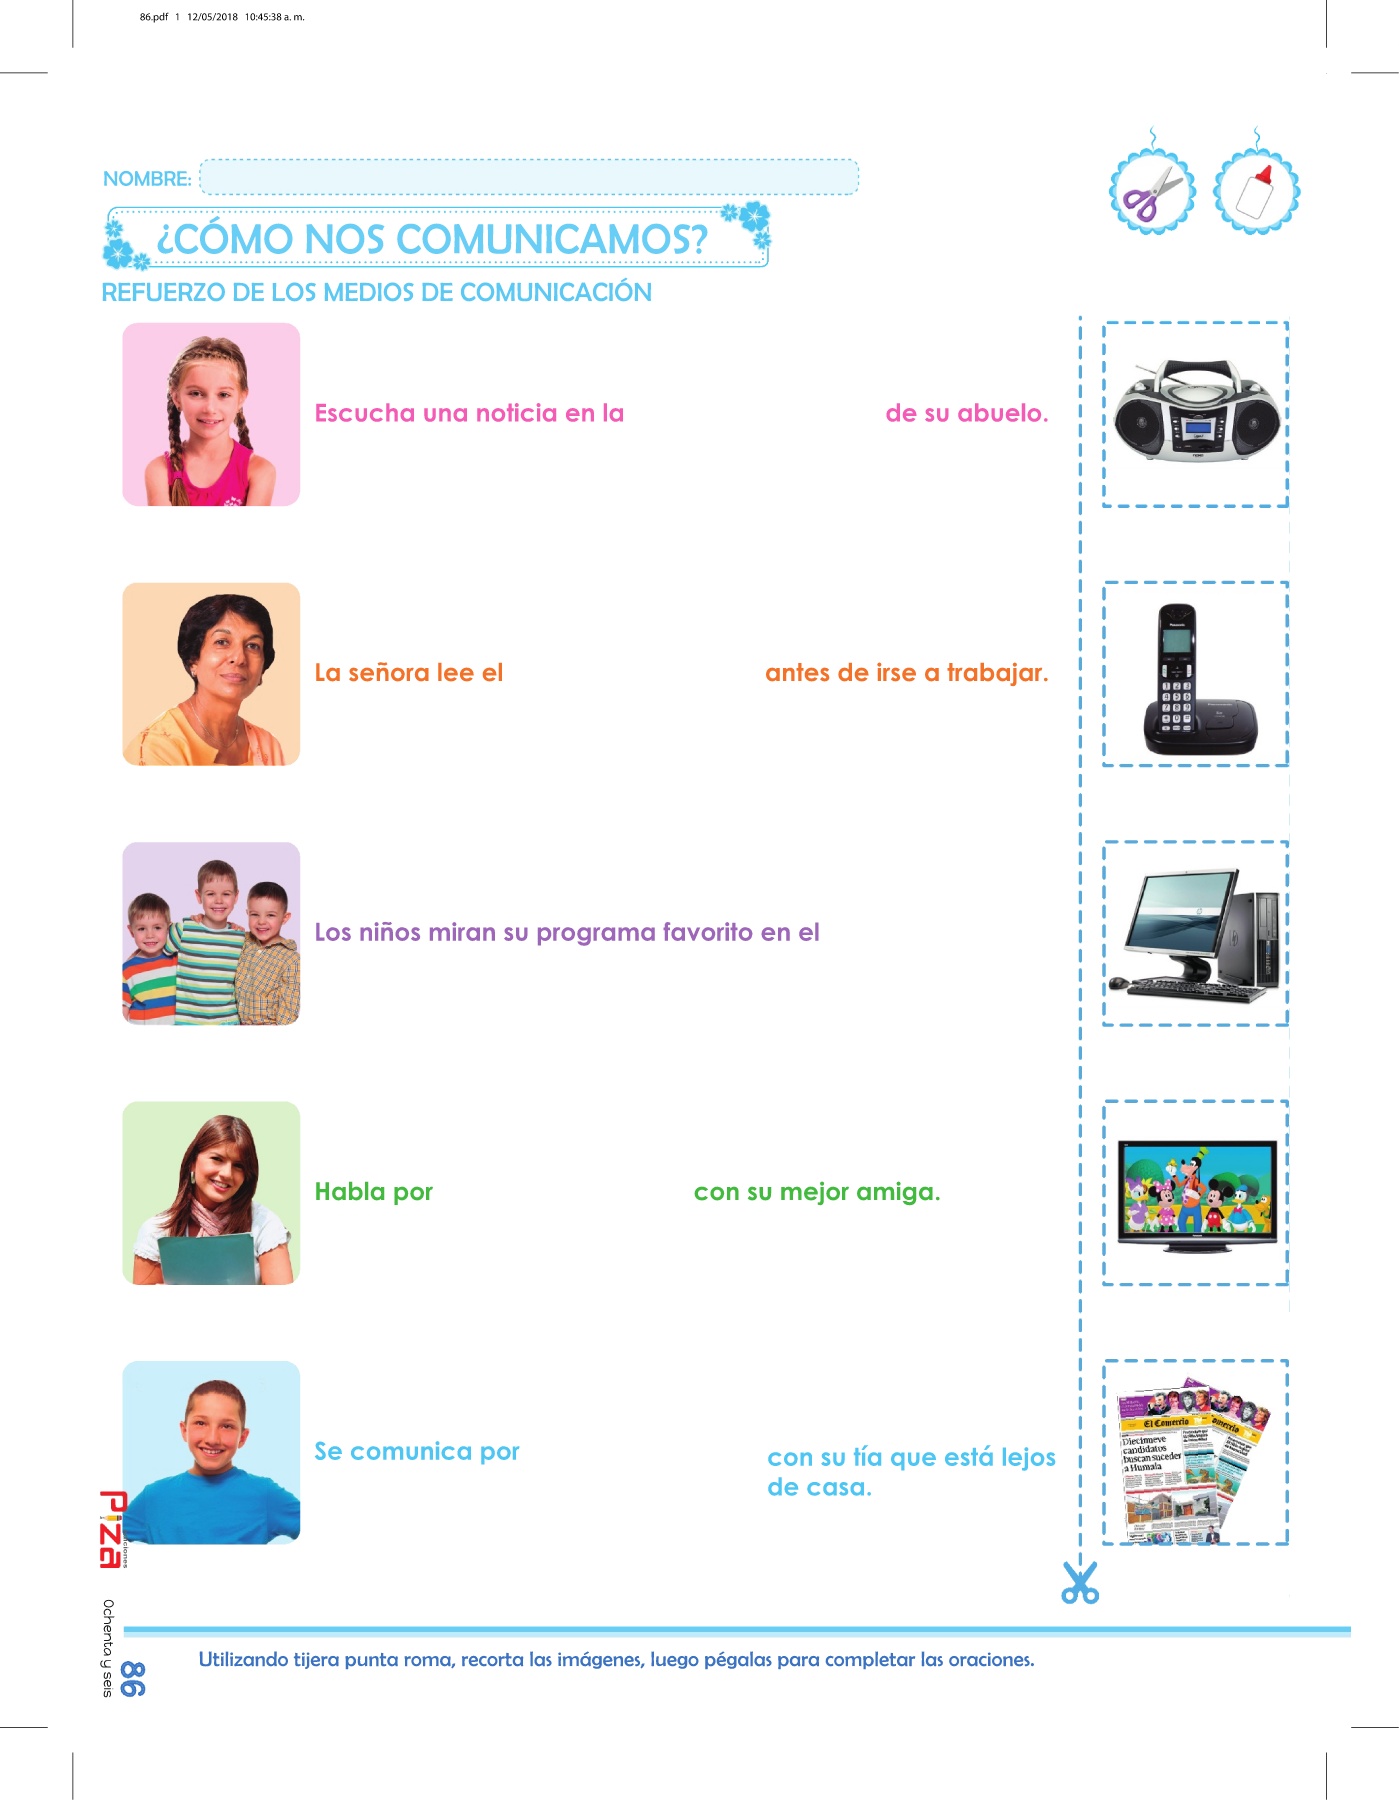 86.pdf 1 12/05/2018 10:45:38 a. m.
NOMBRE:
¿CÓMO NOS COMUNICAMOS?
REFUERZO DE LOS MEDIOS DE COMUNICACIÓN
Escucha una noticia en la de su abuelo.
La señora lee el antes de irse a trabajar.
Los niños miran su programa favorito en el
Habla por con su mejor amiga.
Se comunica por con su tía que está lejos
de casa.
El Comercio
Diecinueve
candidatos
buscan suceder
a Humala
Panasonic
Piza
ediciones
Ochenta y seis
86
Utilizando tijera punta roma, recorta las imágenes, luego pégalas para completar las oraciones.